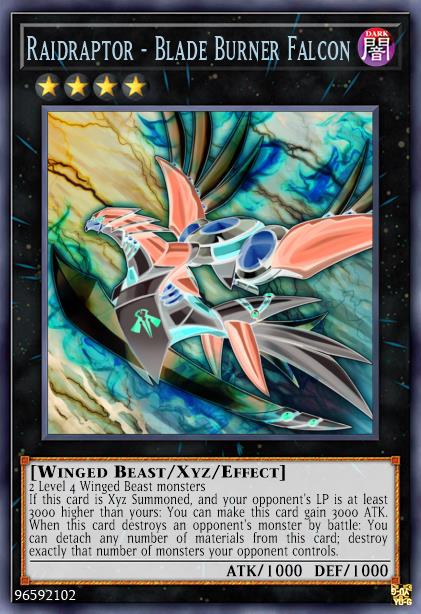 Raidraptor - Blade Burner Falcon
DARK
闇
[Winged Beast/Xyz/Effect]
2 Level 4 Winged Beast monsters
If this card is Xyz Summoned, and your opponent's LP is at least
3000 higher than yours: You can make this card gain 3000 ATK.
When this card destroys an opponent's monster by battle: You
can detach any number of materials from this card; destroy
exactly that number of monsters your opponent controls.
ATK/1000 DEF/1000
96592102